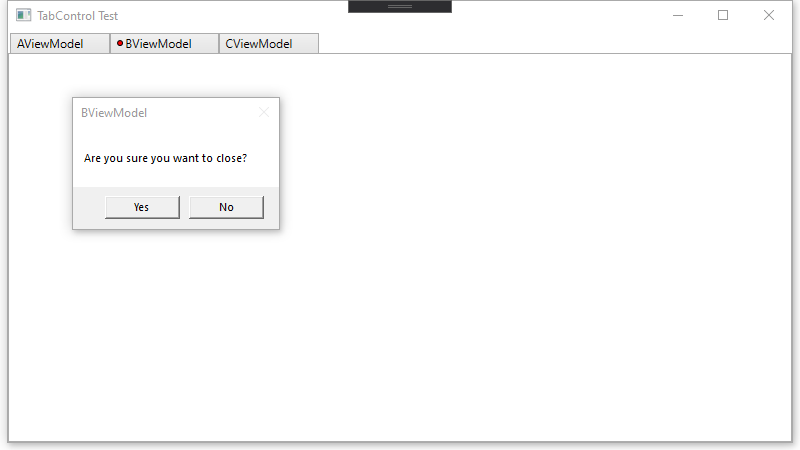 TabControl Test
AViewModel
BViewModel
CViewModel
BViewModel
Are you sure you want to close?
Yes
No